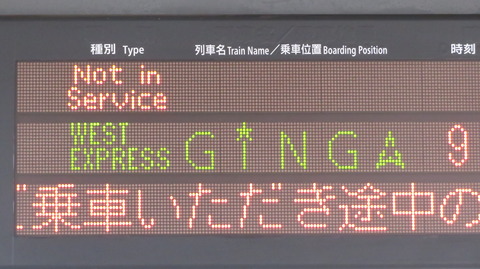 種別 Type 列車名 Train Name／乗車位置 Boarding Position 時刻
Not in
Service
WEST
EXPRESS GINGA 9
ご乗車いただき途中の